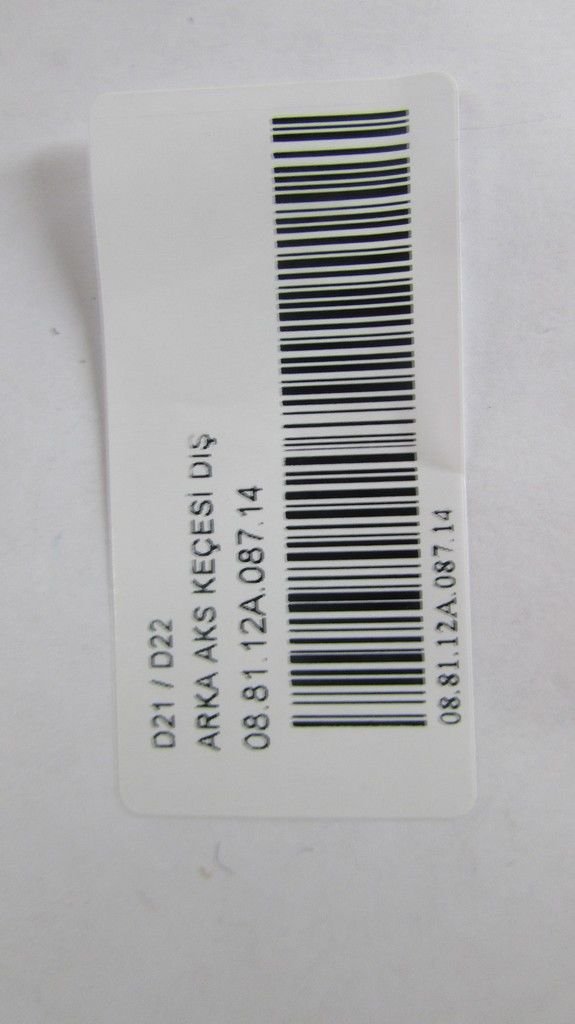 D21 / D22
ARKA AKS KEÇESİ DIŞ
08.81.12A.087.14
08.81.12A.087.14